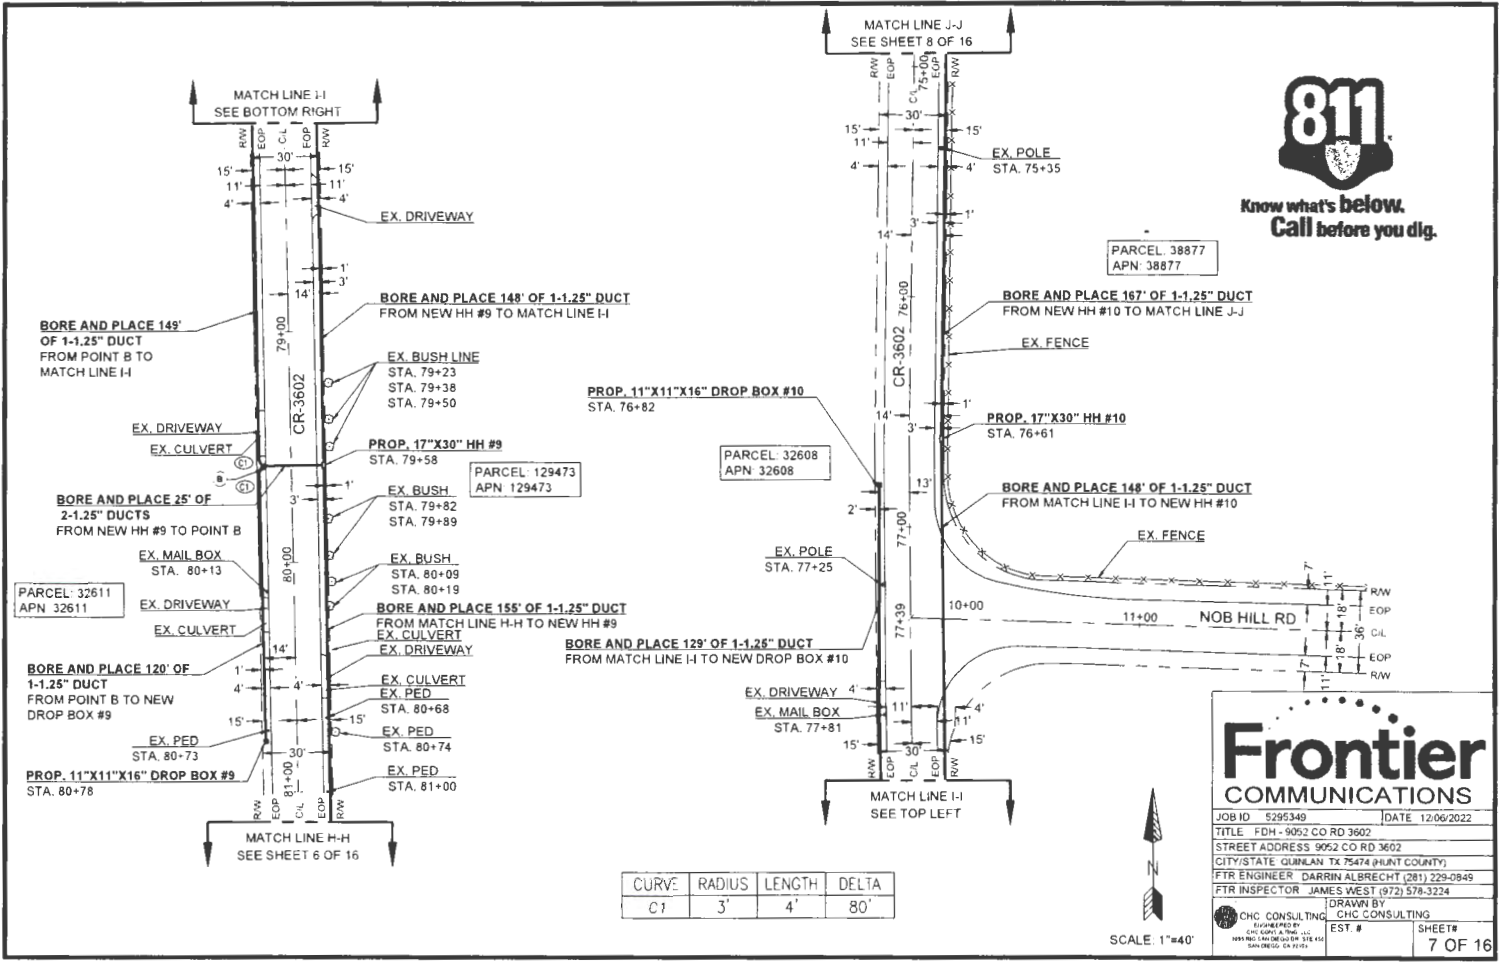 MATCH LINE I-I
SEE BOTTOM RIGHT
R/W EOP C/L EOP R/W
30'
15' 15'
11' 11'
4' 4'
EX. DRIVEWAY
1'
3'
14'
79+00
CR-3602
BORE AND PLACE 148' OF 1-1.25" DUCT
FROM NEW HH #9 TO MATCH LINE I-I
BORE AND PLACE 149'
OF 1-1.25" DUCT
FROM POINT B TO
MATCH LINE I-I
EX. BUSH LINE
STA. 79+23
STA. 79+38
STA. 79+50
EX. DRIVEWAY
EX. CULVERT
C1
B
C1
PROP. 17"X30" HH #9
STA. 79+58
PARCEL: 129473
APN: 129473
BORE AND PLACE 25' OF
2-1.25" DUCTS
FROM NEW HH #9 TO POINT B
1'
3'
EX. BUSH
STA. 79+82
STA. 79+89
80+00
EX. MAIL BOX
STA. 80+13
EX. BUSH
STA. 80+09
STA. 80+19
PARCEL: 32611
APN: 32611
EX. DRIVEWAY
EX. CULVERT
BORE AND PLACE 155' OF 1-1.25" DUCT
FROM MATCH LINE H-H TO NEW HH #9
EX. CULVERT
EX. DRIVEWAY
14'
1'
4' 4'
BORE AND PLACE 120' OF
1-1.25" DUCT
FROM POINT B TO NEW
DROP BOX #9
EX. CULVERT
EX. PED
STA. 80+68
15' 15'
EX. PED
STA. 80+73
EX. PED
STA. 80+74
30'
PROP. 11"X11"X16" DROP BOX #9
STA. 80+78
EX. PED
STA. 81+00
81+00
R/W EOP C/L EOP R/W
MATCH LINE H-H
SEE SHEET 6 OF 16
MATCH LINE J-J
SEE SHEET 8 OF 16
R/W EOP C/L EOP R/W
75+00
30'
15' 15'
11'
4' 4'
EX. POLE
STA. 75+35
1'
3'
14'
PARCEL: 38877
APN: 38877
76+00
CR-3602
BORE AND PLACE 167' OF 1-1.25" DUCT
FROM NEW HH #10 TO MATCH LINE J-J
EX. FENCE
PROP. 11"X11"X16" DROP BOX #10
STA. 76+82
1'
14'
3'
PROP. 17"X30" HH #10
STA. 76+61
PARCEL: 32608
APN: 32608
13'
2'
77+00
BORE AND PLACE 148' OF 1-1.25" DUCT
FROM MATCH LINE I-I TO NEW HH #10
EX. FENCE
EX. POLE
STA. 77+25
77+39
10+00
11+00
NOB HILL RD
7' 11'
18' 36' 18'
7' 11'
R/W
EOP
C/L
EOP
R/W
BORE AND PLACE 129' OF 1-1.25" DUCT
FROM MATCH LINE I-I TO NEW DROP BOX #10
EX. DRIVEWAY
4' 4'
11' 11'
EX. MAIL BOX
STA. 77+81
15' 15'
30'
R/W EOP C/L EOP R/W
MATCH LINE I-I
SEE TOP LEFT
811
Know what's below.
Call before you dig.
CURVE RADIUS LENGTH DELTA
C1 3' 4' 80°
N
SCALE: 1"=40'
Frontier
COMMUNICATIONS
JOB ID 5295349 DATE 12/06/2022
TITLE FDH - 9052 CO RD 3602
STREET ADDRESS 9052 CO RD 3602
CITY/STATE QUINLAN TX 75474 (HUNT COUNTY)
FTR ENGINEER DARRIN ALBRECHT (281) 229-0849
FTR INSPECTOR JAMES WEST (972) 578-3224
CHC CONSULTING
ENGINEERED BY
DRAWN BY
CHC CONSULTING
EST. #
SHEET#
7 OF 16